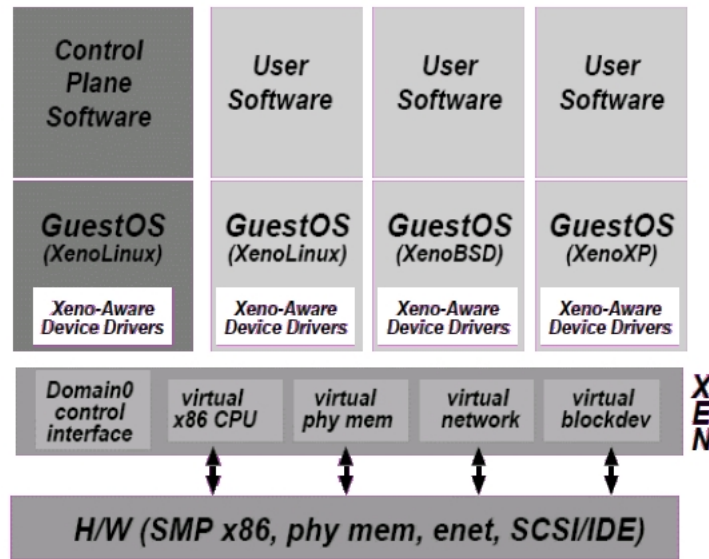 Control
Plane
Software
User
Software
User
Software
User
Software
GuestOS
(XenoLinux)
Xeno-Aware
Device Drivers
GuestOS
(XenoLinux)
Xeno-Aware
Device Drivers
GuestOS
(XenoBSD)
Xeno-Aware
Device Drivers
GuestOS
(XenoXP)
Xeno-Aware
Device Drivers
Domain0
control
interface
virtual
x86 CPU
virtual
phy mem
virtual
network
virtual
blockdev
X
E
N
H/W (SMP x86, phy mem, enet, SCSI/IDE)